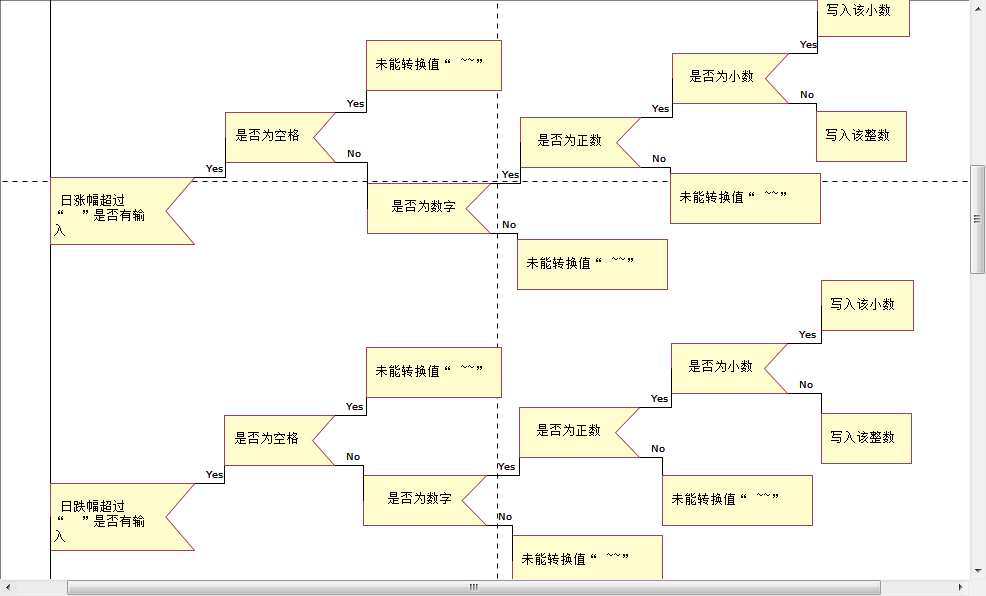 写入该小数
Yes
未能转换值“ ~~”
是否为小数
Yes
No
Yes
是否为空格
No
是否为正数
写入该整数
No
Yes
Yes
未能转换值“ ~~”
日涨幅超过
“ ”是否有输
入
是否为数字
No
未能转换值“ ~~”
写入该小数
Yes
未能转换值“ ~~”
是否为小数
No
Yes
Yes
是否为空格
是否为正数
写入该整数
No
No
Yes
Yes
日跌幅超过
“ ”是否有输
入
是否为数字
未能转换值“ ~~”
No
未能转换值“ ~~”